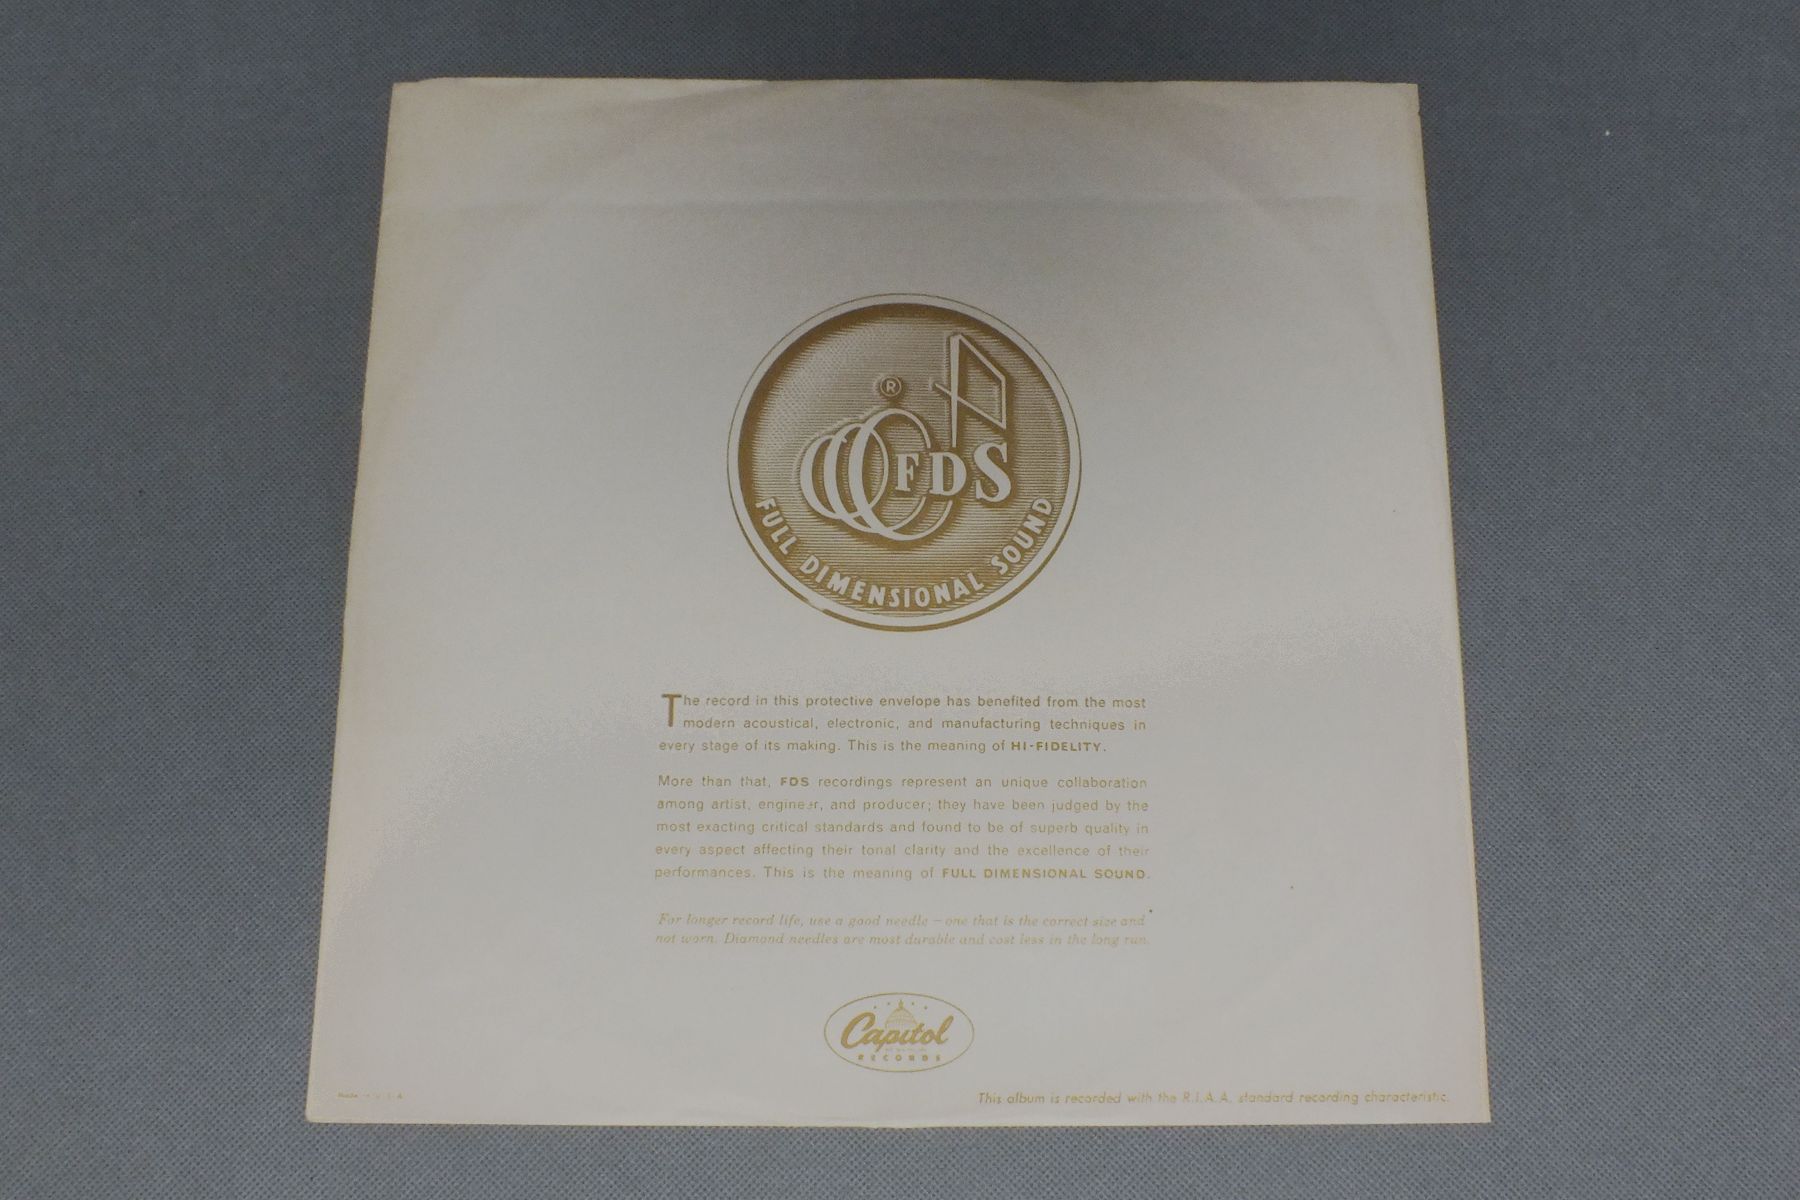 ®
FDS
FULL DIMENSIONAL SOUND
The record in this protective envelope has benefited from the most
modern acoustical, electronic, and manufacturing techniques in
every stage of its making. This is the meaning of HI-FIDELITY.
More than that, FDS recordings represent an unique collaboration
among artist, engineer, and producer; they have been judged by the
most exacting critical standards and found to be of superb quality in
every aspect affecting their tonal clarity and the excellence of their
performances. This is the meaning of FULL DIMENSIONAL SOUND.
For longer record life, use a good needle — one that is the correct size and
not worn. Diamond needles are most durable and cost less in the long run.
Capitol
RECORDS
Made
This album is recorded with the R.I.A.A. standard recording characteristic.